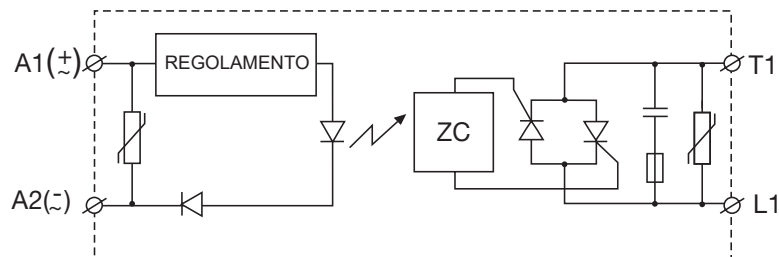 A1(+~)
REGOLAMENTO
T1
ZC
A2(-~)
L1